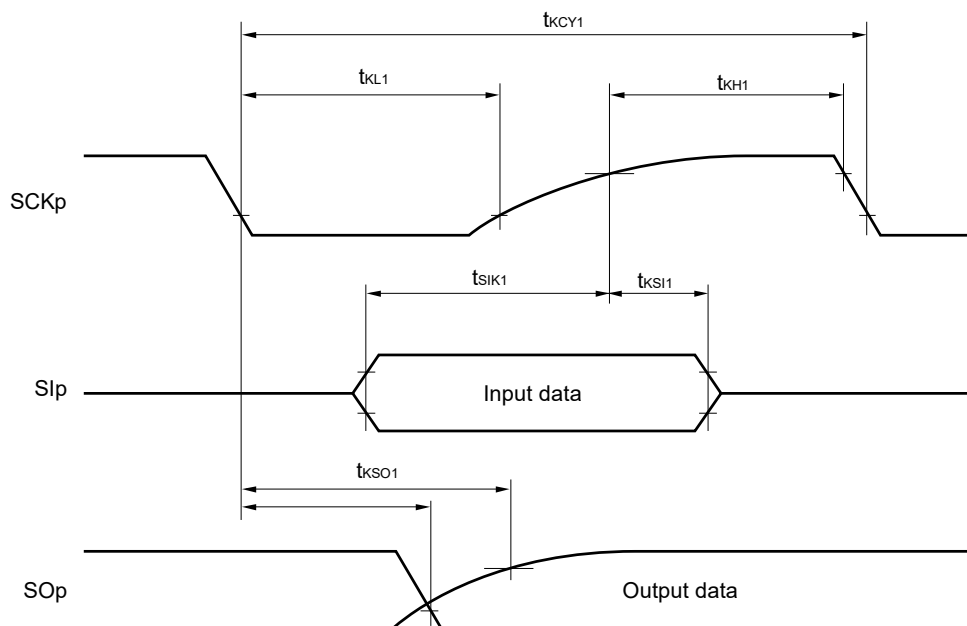 tKCY1
tKL1
tKH1
SCKp
tSIK1
tKSI1
SIp
Input data
tKSO1
SOp
Output data